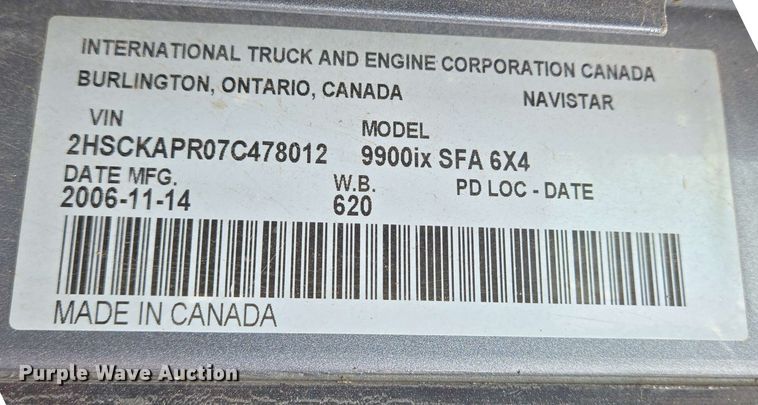 INTERNATIONAL TRUCK AND ENGINE CORPORATION CANADA
BURLINGTON, ONTARIO, CANADA NAVISTAR
VIN MODEL
2HSCKAPR07C478012 9900ix SFA 6X4
DATE MFG. W.B. PD LOC - DATE
2006-11-14 620
MADE IN CANADA
Purple Wave Auction